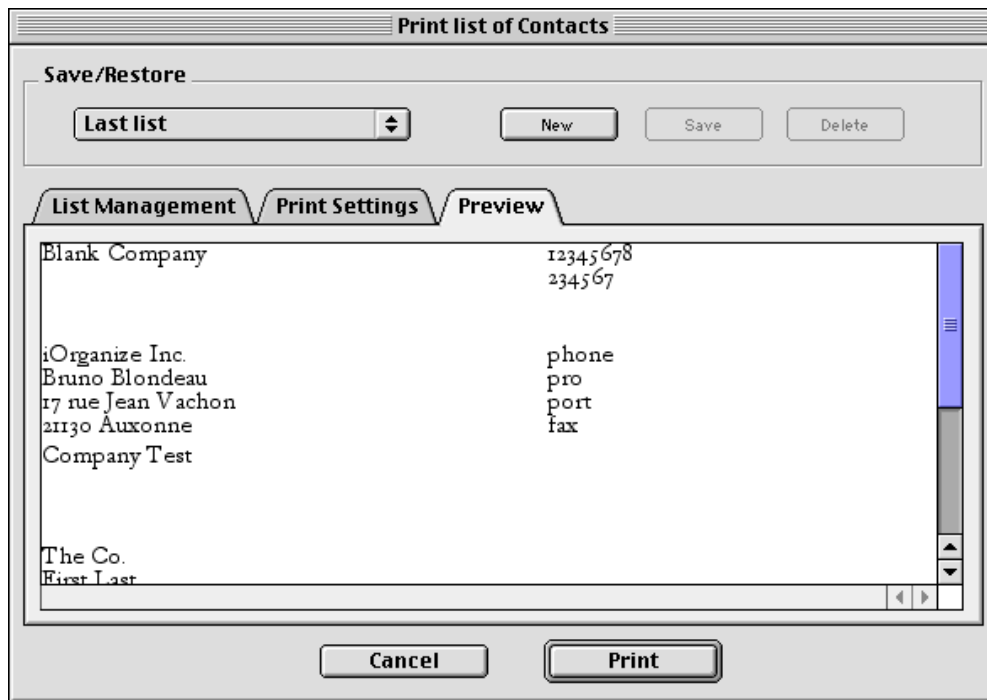 Print list of Contacts
Save/Restore
Last list New Save Delete
List Management Print Settings Preview
Blank Company 12345678
234567
iOrganize Inc. phone
Bruno Blondeau pro
17 rue Jean Vachon port
21130 Auxonne fax
Company Test
The Co.
First Last
Cancel Print